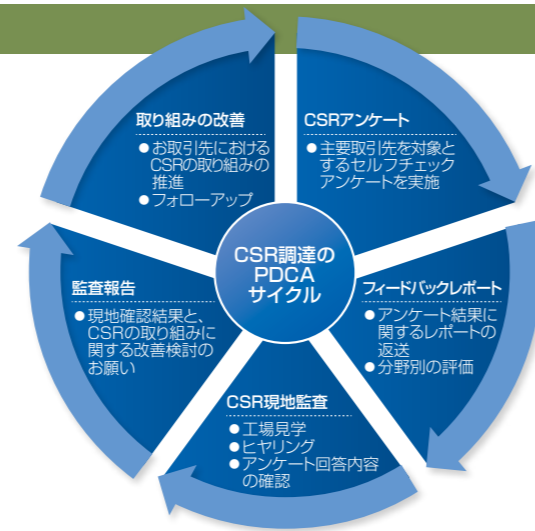 取り組みの改善
●お取引先における
CSRの取り組みの
推進
●フォローアップ
CSRアンケート
●主要取引先を対象と
するセルフチェック
アンケートを実施
CSR調達の
PDCA
サイクル
監査報告
●現地確認結果と、
CSRの取り組みに
関する改善検討の
お願い
フィードバックレポート
●アンケート結果に
関するレポートの
返送
●分野別の評価
CSR現地監査
●工場見学
●ヒヤリング
●アンケート回答内容
の確認